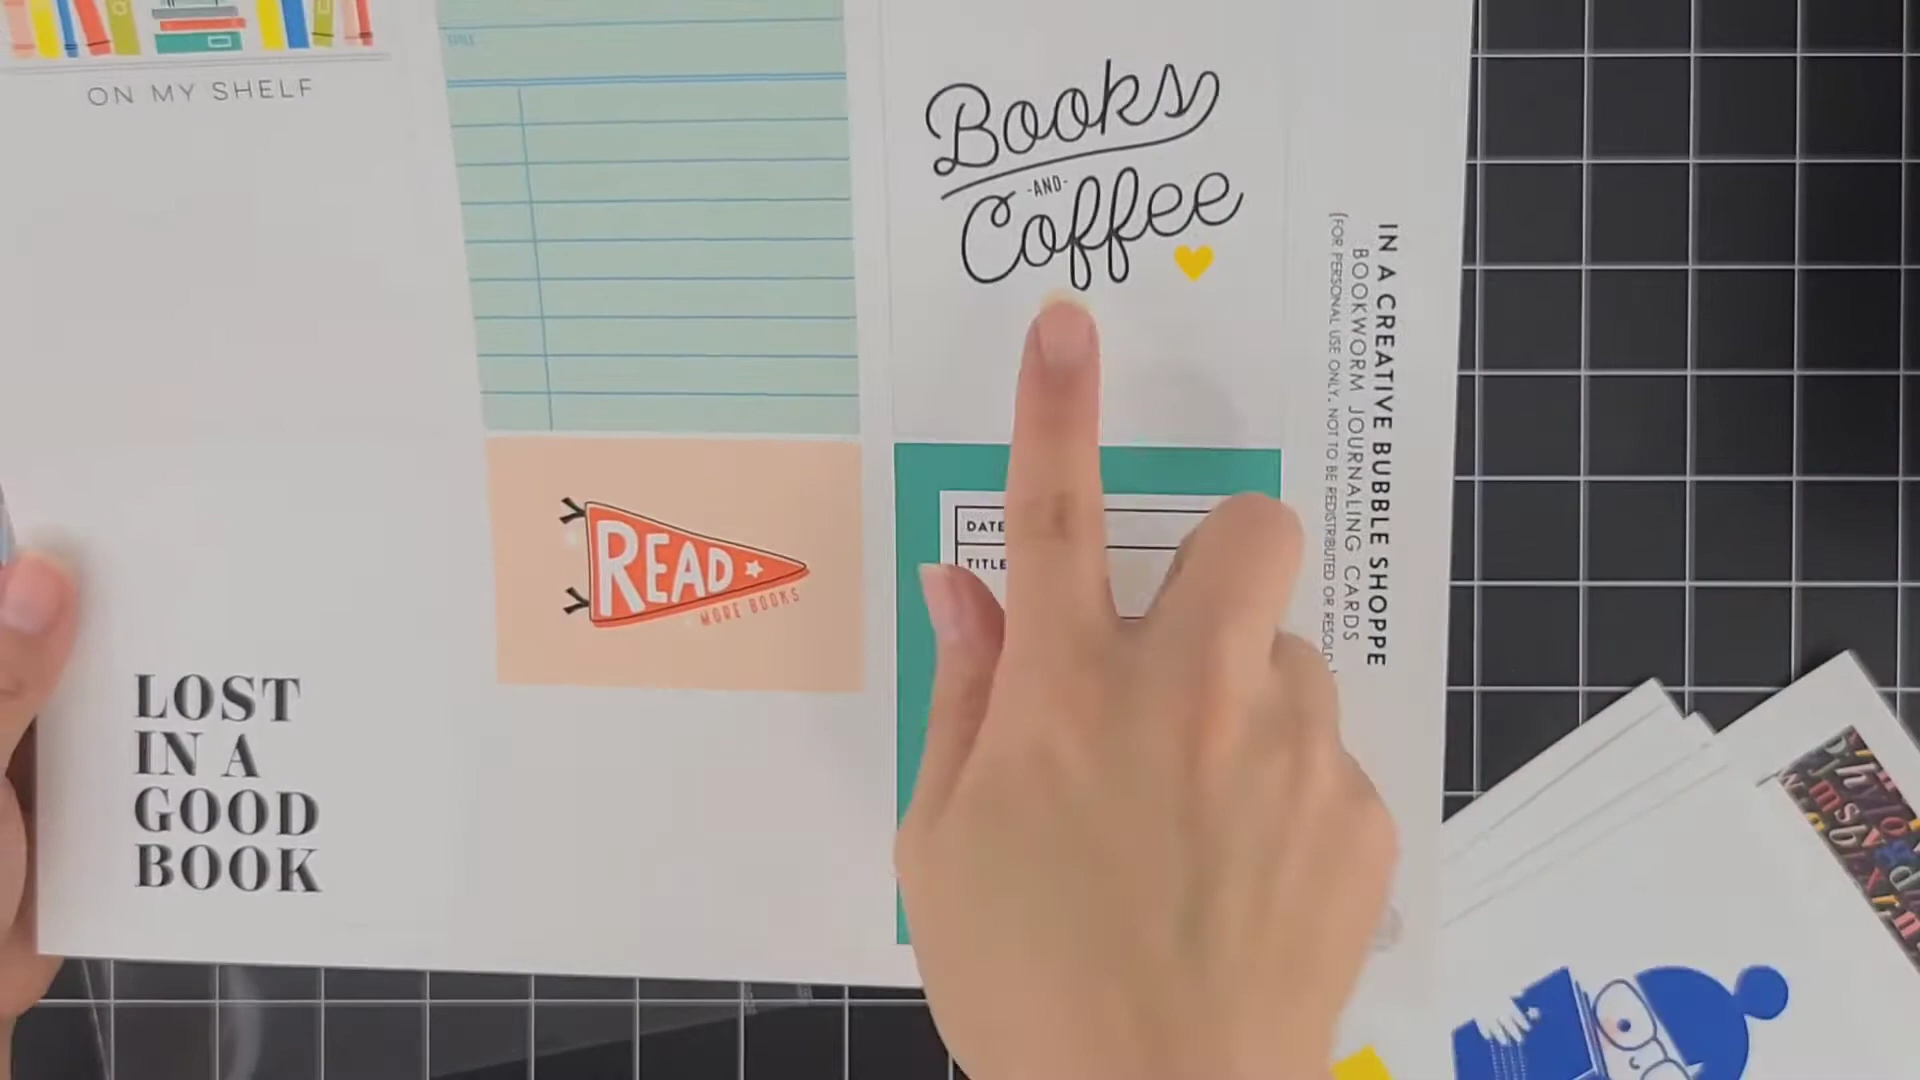 ON MY SHELF
LOST
IN A
GOOD
BOOK
READ
MORE BOOKS
Books
-AND-
Coffee
DATE
TITLE
IN A CREATIVE BUBBLE SHOPPE
BOOKWORM JOURNALING CARDS
(FOR PERSONAL USE ONLY. NOT TO BE REDISTRIBUTED OR RESOLD.)